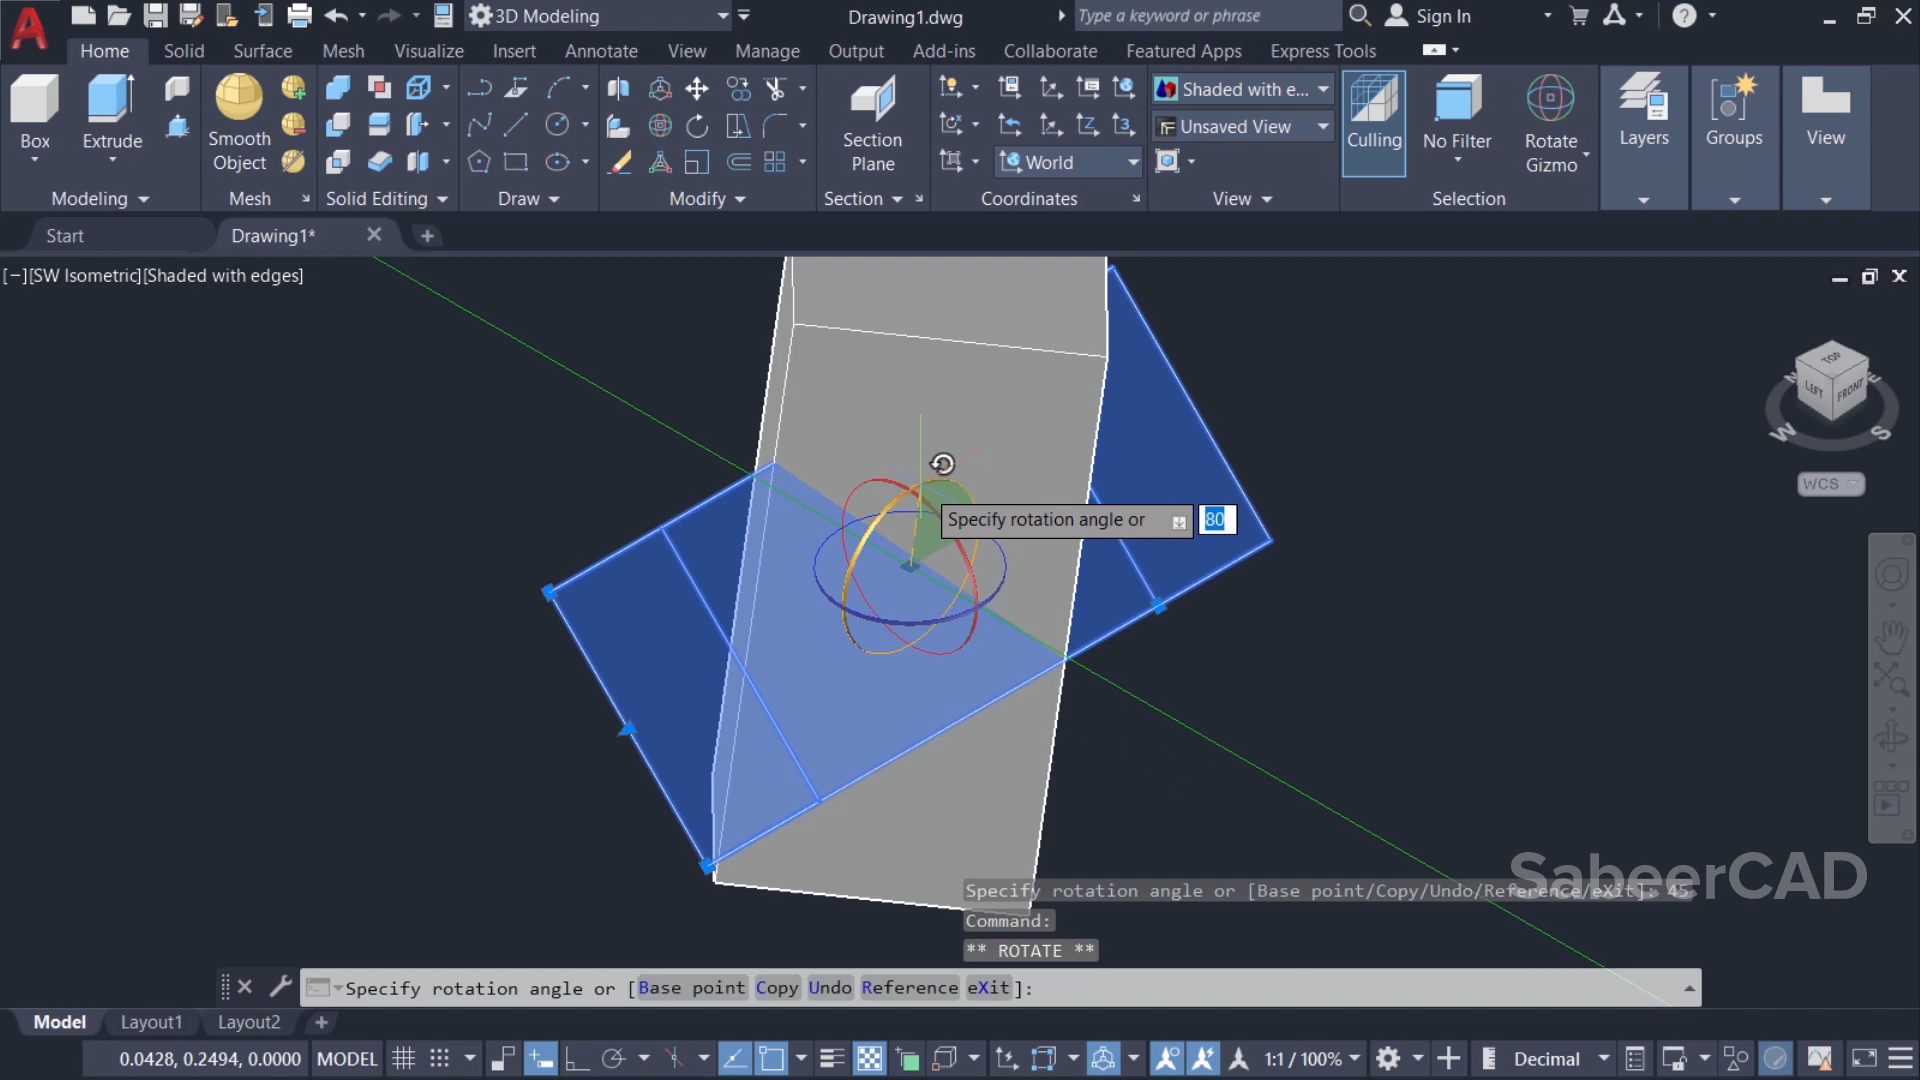 3D Modeling
Drawing1.dwg
Type a keyword or phrase
Sign In
Home Solid Surface Mesh Visualize Insert Annotate View Manage Output Add-ins Collaborate Featured Apps Express Tools
Box
Extrude
Smooth Object
Section Plane
World
Shaded with e...
Unsaved View
Culling
No Filter
Rotate Gizmo
Layers
Groups
View
Modeling Mesh Solid Editing Draw Modify Section Coordinates View Selection
Start
Drawing1*
[−][SW Isometric][Shaded with edges]
TOP
LEFT
FRONT
W
S
WCS
Specify rotation angle or
80
SabeerCAD
Specify rotation angle or [Base point/Copy/Undo/Reference/eXit]: 45
Command:
** ROTATE **
Specify rotation angle or [Base point Copy Undo Reference eXit]:
Model Layout1 Layout2
0.0428, 0.2494, 0.0000 MODEL 1:1 / 100% Decimal